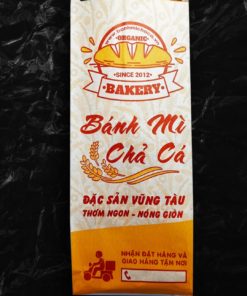 ORGANIC
• SINCE 2012 •
• BAKERY •
Bánh Mì
Chả Cá
ĐẶC SẢN VŨNG TÀU
THƠM NGON - NÓNG GIÒN
NHẬN ĐẶT HÀNG VÀ
GIAO HÀNG TẬN NƠI